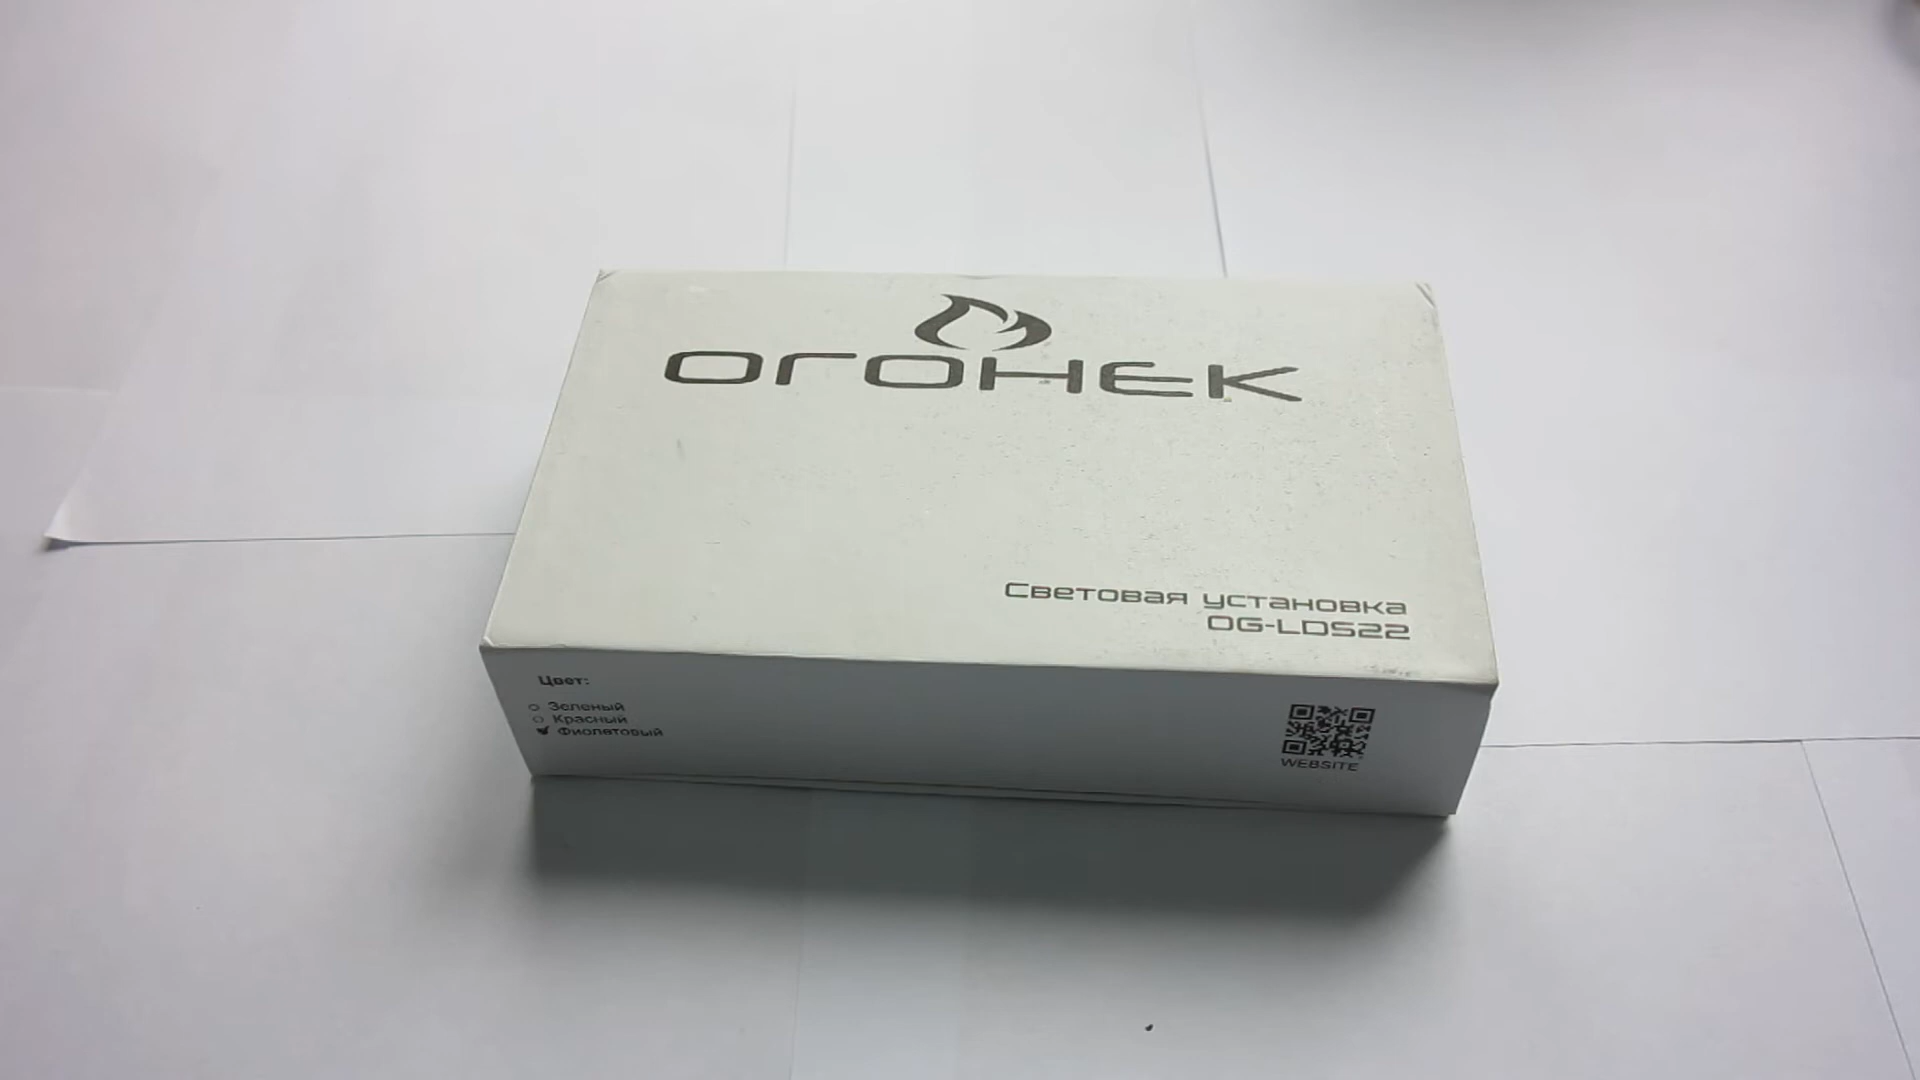 ОГОНЕК
Световая установка
OG-LDS22
Цвет:
Зеленый
Красный
Фиолетовый
WEBSITE